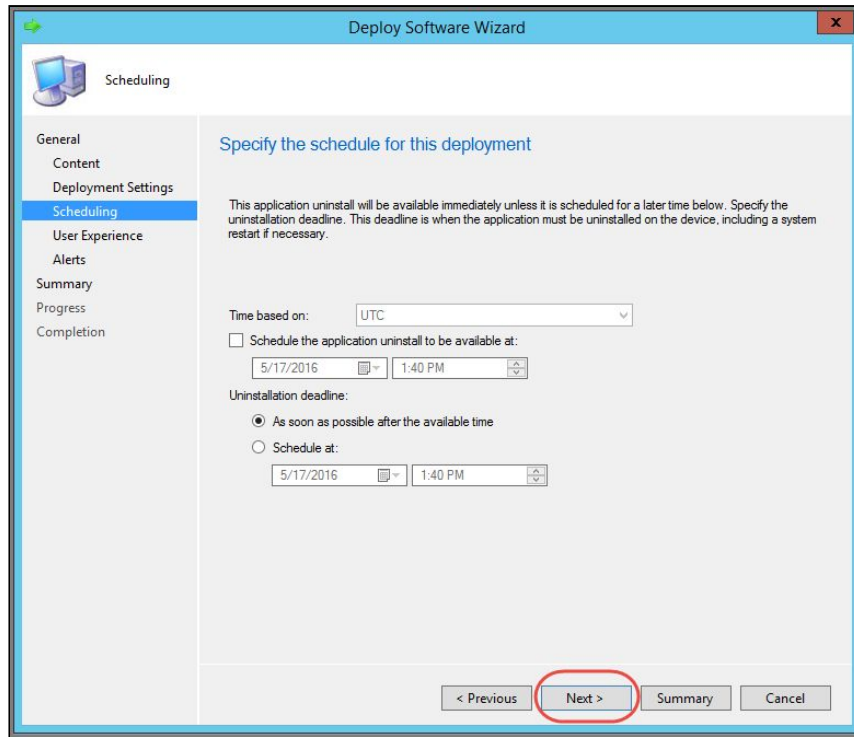 Deploy Software Wizard
x
Scheduling
General
Content
Deployment Settings
Scheduling
User Experience
Alerts
Summary
Progress
Completion
Specify the schedule for this deployment
This application uninstall will be available immediately unless it is scheduled for a later time below. Specify the
uninstallation deadline. This deadline is when the application must be uninstalled on the device, including a system
restart if necessary.
Time based on: UTC
Schedule the application uninstall to be available at:
5/17/2016 1:40 PM
Uninstallation deadline:
As soon as possible after the available time
Schedule at:
5/17/2016 1:40 PM
< Previous Next > Summary Cancel